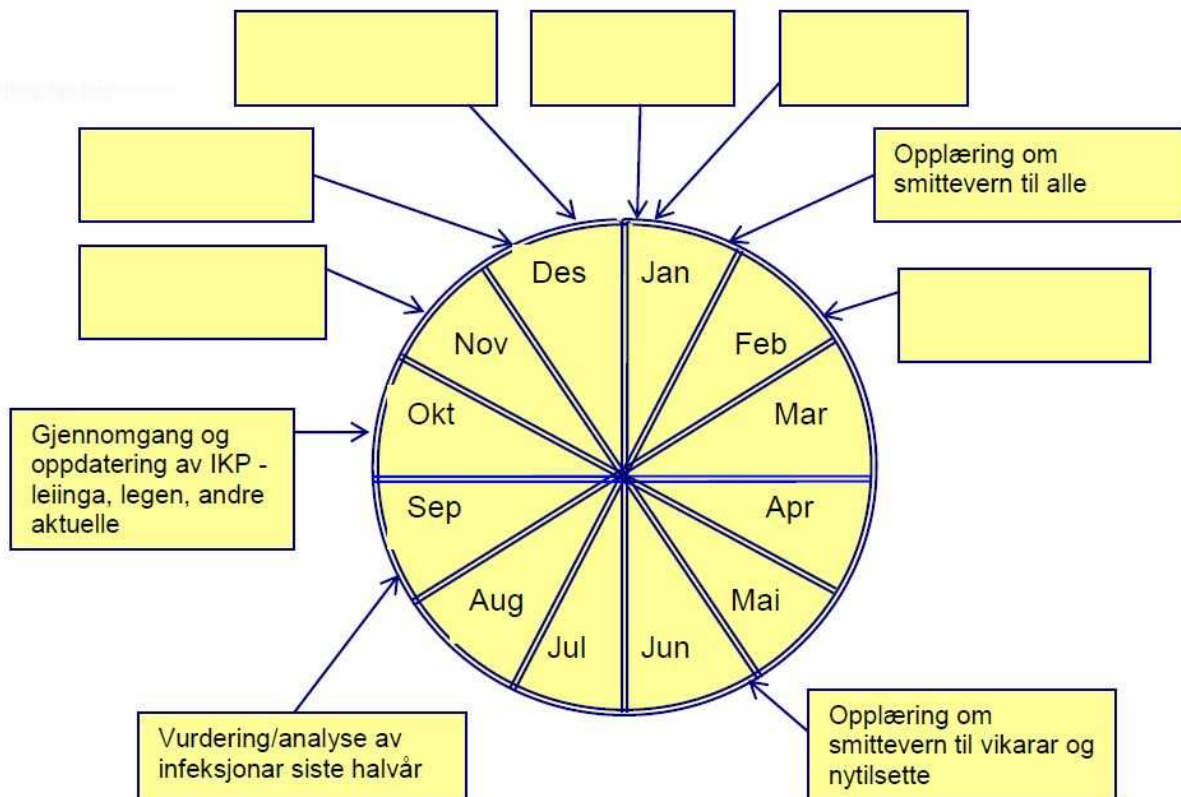 Opplæring om
smittevern til alle
Des
Jan
Nov
Feb
Okt
Mar
Gjennomgang og
oppdatering av IKP -
leiinga, legen, andre
aktuelle
Sep
Apr
Aug
Mai
Jul
Jun
Vurdering/analyse av
infeksjonar siste halvår
Opplæring om
smittevern til vikarar og
nytilsette